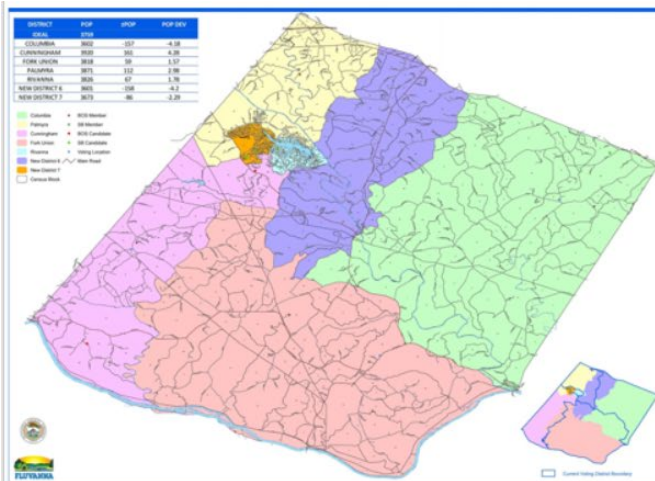 DISTRICT POP ±POP POP DEV
IDEAL 3759
COLUMBIA 3602 -157 -4.18
CUNNINGHAM 3920 161 4.28
FORK UNION 3818 59 1.57
PALMYRA 3871 112 2.98
RIVANNA 3826 67 1.78
NEW DISTRICT 6 3601 -158 -4.2
NEW DISTRICT 7 3673 -86 -2.29
Columbia BOS Member
Palmyra SB Member
Cunningham BOS Candidate
Fork Union SB Candidate
Rivanna Voting Location
New District 6 Main Road
New District 7
Census Block
FLUVANNA
Current Voting District Boundary